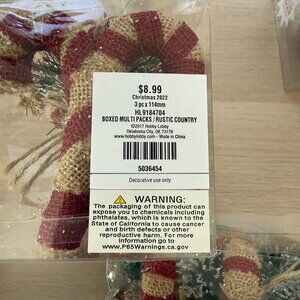 $8.99
Christmas 2022
3 pc x 114mm
HL9184704
BOXED MULTI PACKS / RUSTIC COUNTRY
©2017 Hobby Lobby
Oklahoma City, OK 73179
www.hobbylobby.com • Made in China
5036454
Decorative use only.
WARNING:
The packaging of this product can
expose you to chemicals including
phthalates, which is known to the
State of California to cause cancer
and birth defects or other
reproductive harm. For more
information go to
www.P65Warnings.ca.gov